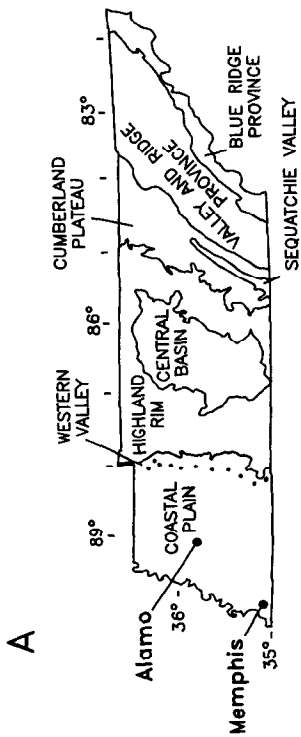 A
89°
86°
83°
WESTERN
VALLEY
CUMBERLAND
PLATEAU
HIGHLAND
RIM
CENTRAL
BASIN
VALLEY AND RIDGE
PROVINCE
BLUE RIDGE
PROVINCE
SEQUATCHIE VALLEY
COASTAL
PLAIN
36°
Alamo
Memphis
35°